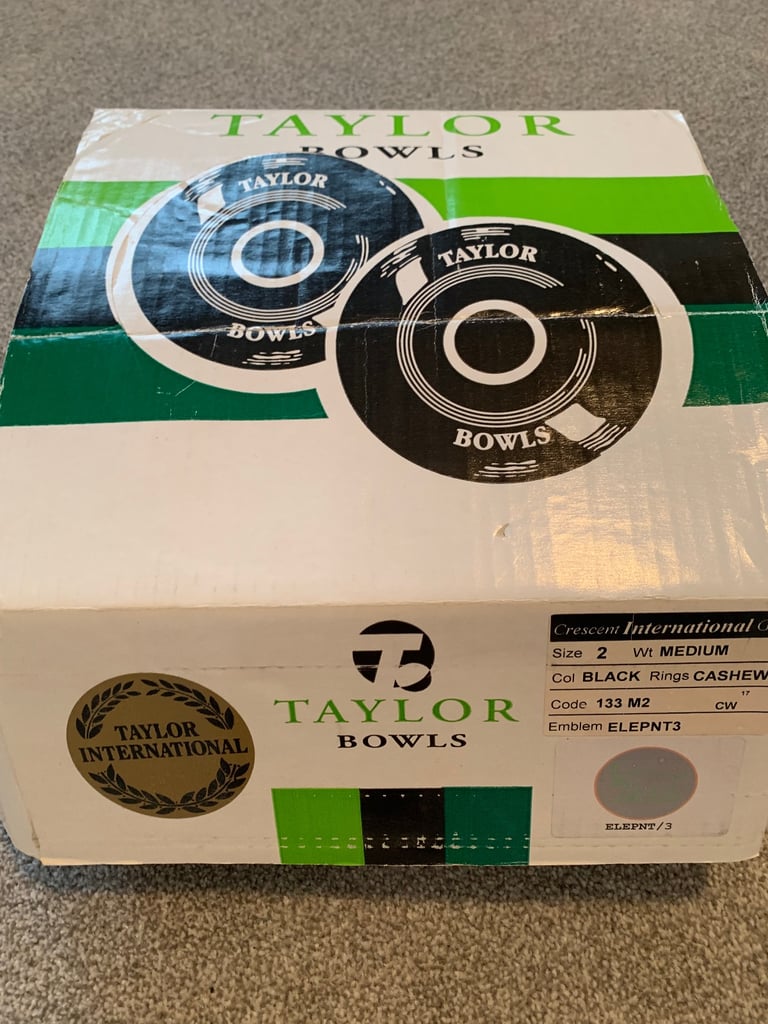 TAYLOR
BOWLS
TAYLOR
BOWLS
TAYLOR
BOWLS
TAYLOR
INTERNATIONAL
TAYLOR
BOWLS
Crescent International G
Size 2 Wt MEDIUM
Col BLACK Rings CASHEW
Code 133 M2 CW 17
Emblem ELEPNT3
ELEPNT/3